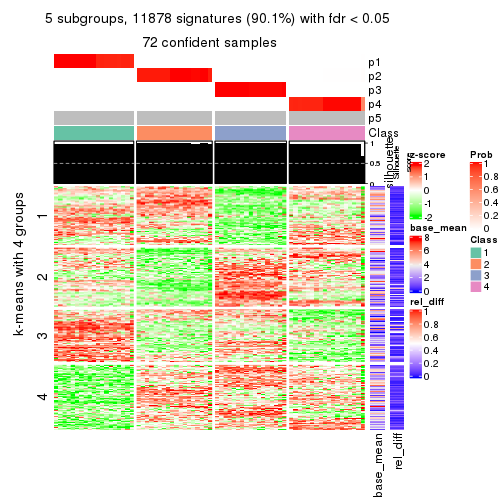 5 subgroups, 11878 signatures (90.1%) with fdr < 0.05
72 confident samples
p1
p2
p3
p4
p5
Class
1
0.5
0
silhouettes
Silhouette
score
k-means with 4 groups
1
2
3
4
base_mean
rel_diff
z-score
2
1
0
-1
-2
base_mean
8
6
4
2
0
rel_diff
1
0.8
0.6
0.4
0.2
0
Prob
1
0.8
0.6
0.4
0.2
0
Class
1
2
3
4